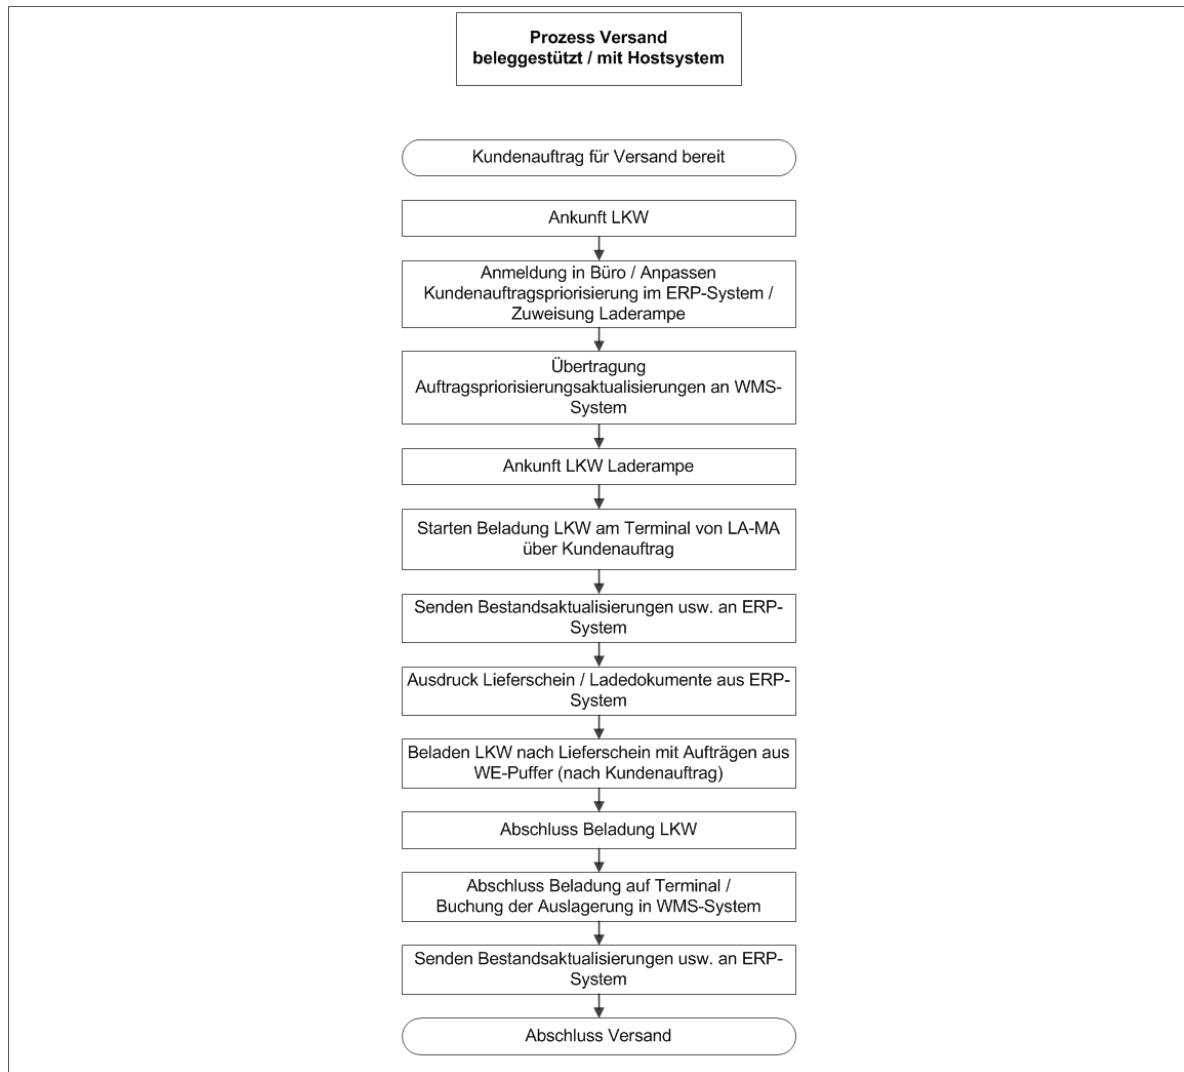 Prozess Versand
beleggestützt / mit Hostsystem
Kundenauftrag für Versand bereit
Ankunft LKW
Anmeldung in Büro / Anpassen
Kundenauftragspriorisierung im ERP-System /
Zuweisung Laderampe
Übertragung
Auftragspriorisierungsaktualisierungen an WMS-
System
Ankunft LKW Laderampe
Starten Beladung LKW am Terminal von LA-MA
über Kundenauftrag
Senden Bestandsaktualisierungen usw. an ERP-
System
Ausdruck Lieferschein / Ladedokumente aus ERP-
System
Beladen LKW nach Lieferschein mit Aufträgen aus
WE-Puffer (nach Kundenauftrag)
Abschluss Beladung LKW
Abschluss Beladung auf Terminal /
Buchung der Auslagerung in WMS-System
Senden Bestandsaktualisierungen usw. an ERP-
System
Abschluss Versand